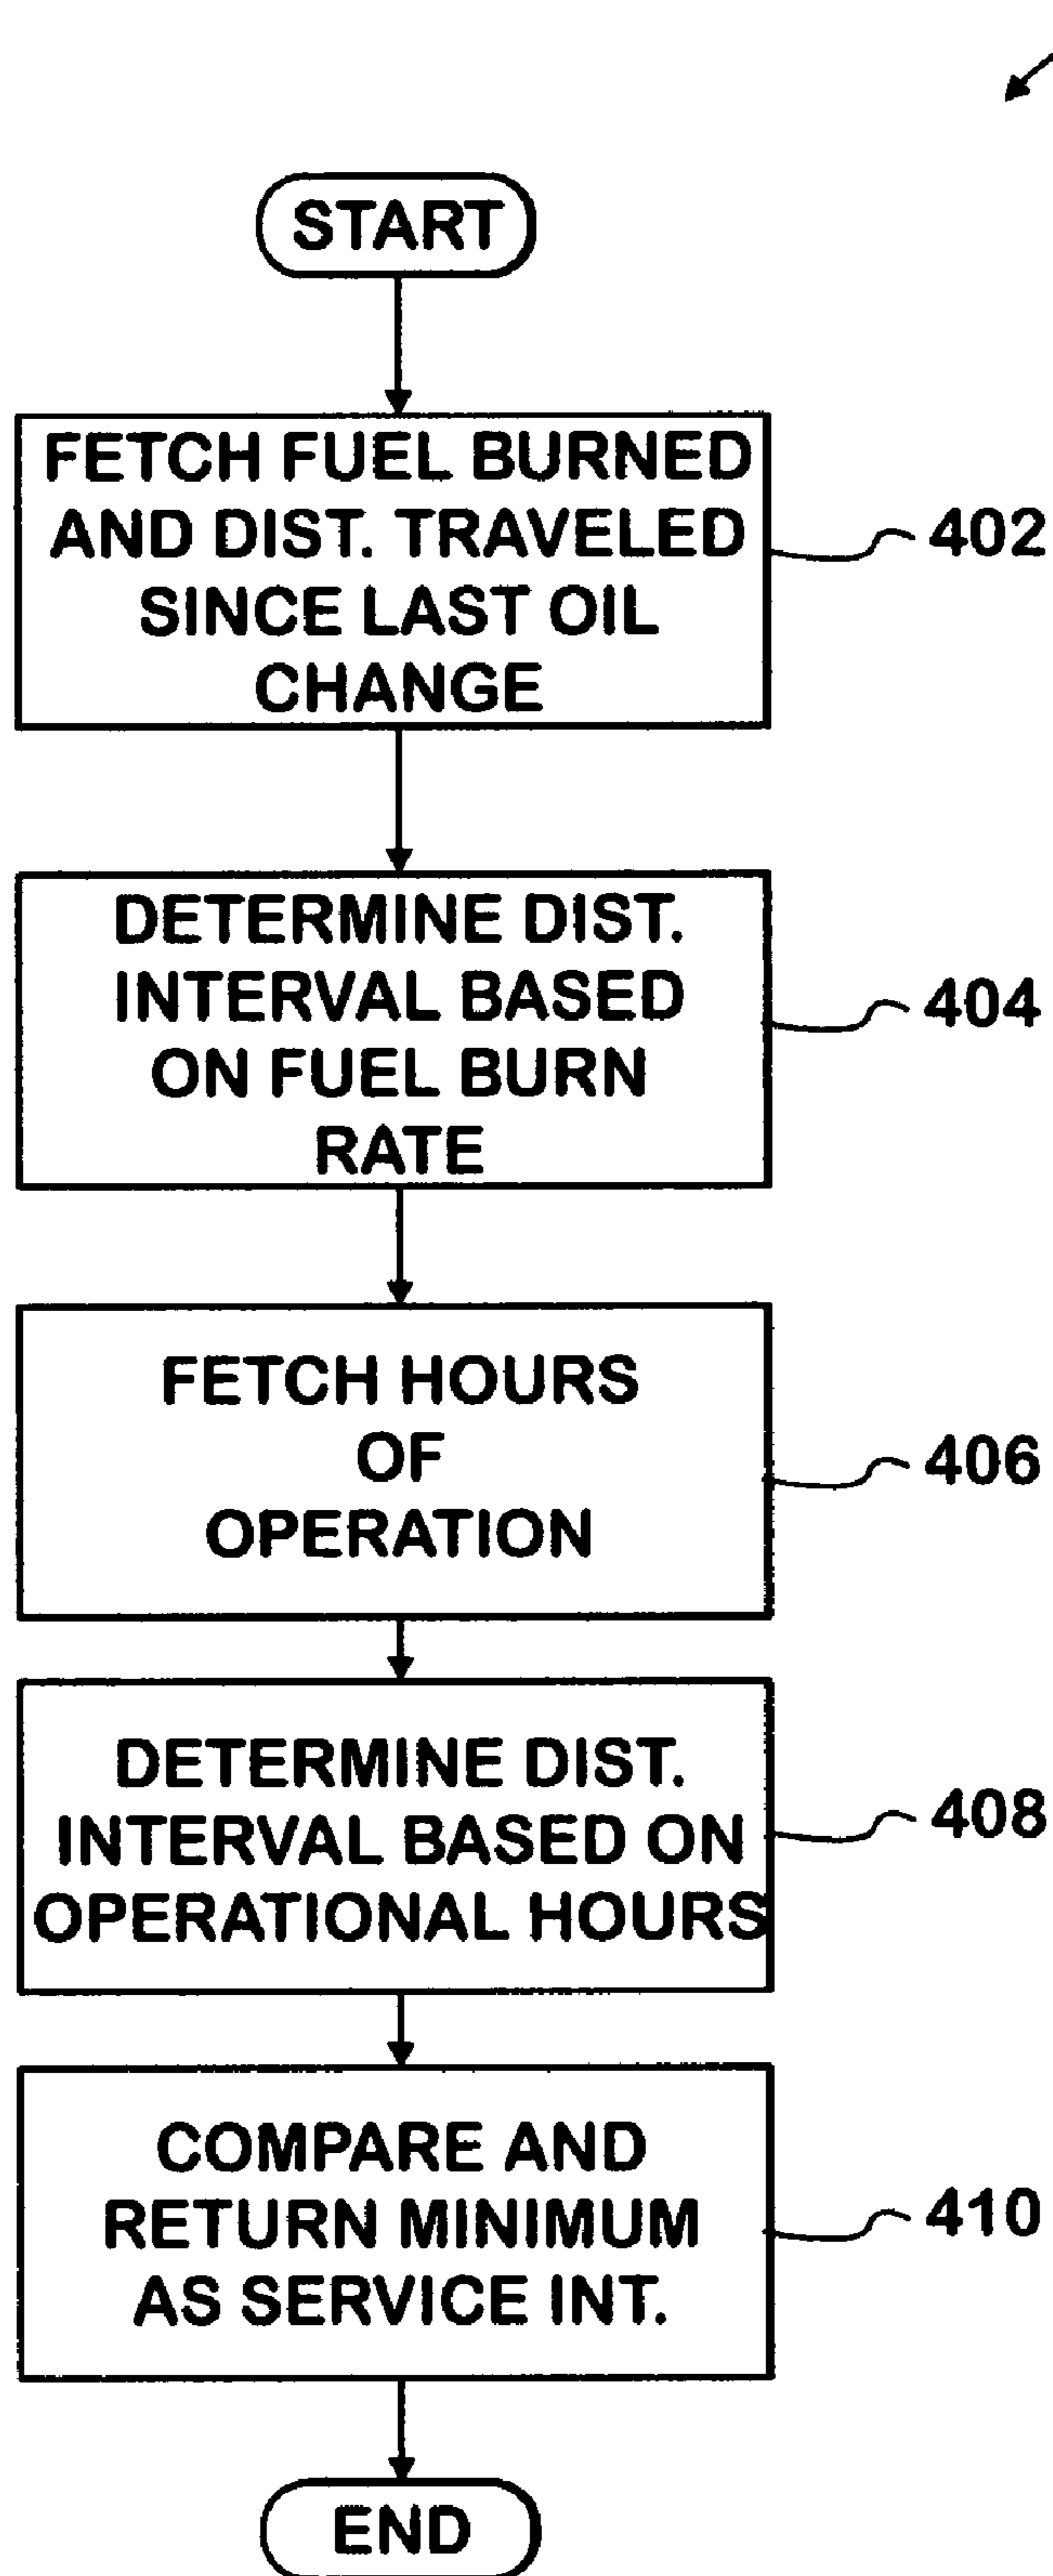 START
FETCH FUEL BURNED
AND DIST. TRAVELED
SINCE LAST OIL
CHANGE
402
DETERMINE DIST.
INTERVAL BASED
ON FUEL BURN
RATE
404
FETCH HOURS
OF
OPERATION
406
DETERMINE DIST.
INTERVAL BASED ON
OPERATIONAL HOURS
408
COMPARE AND
RETURN MINIMUM
AS SERVICE INT.
410
END